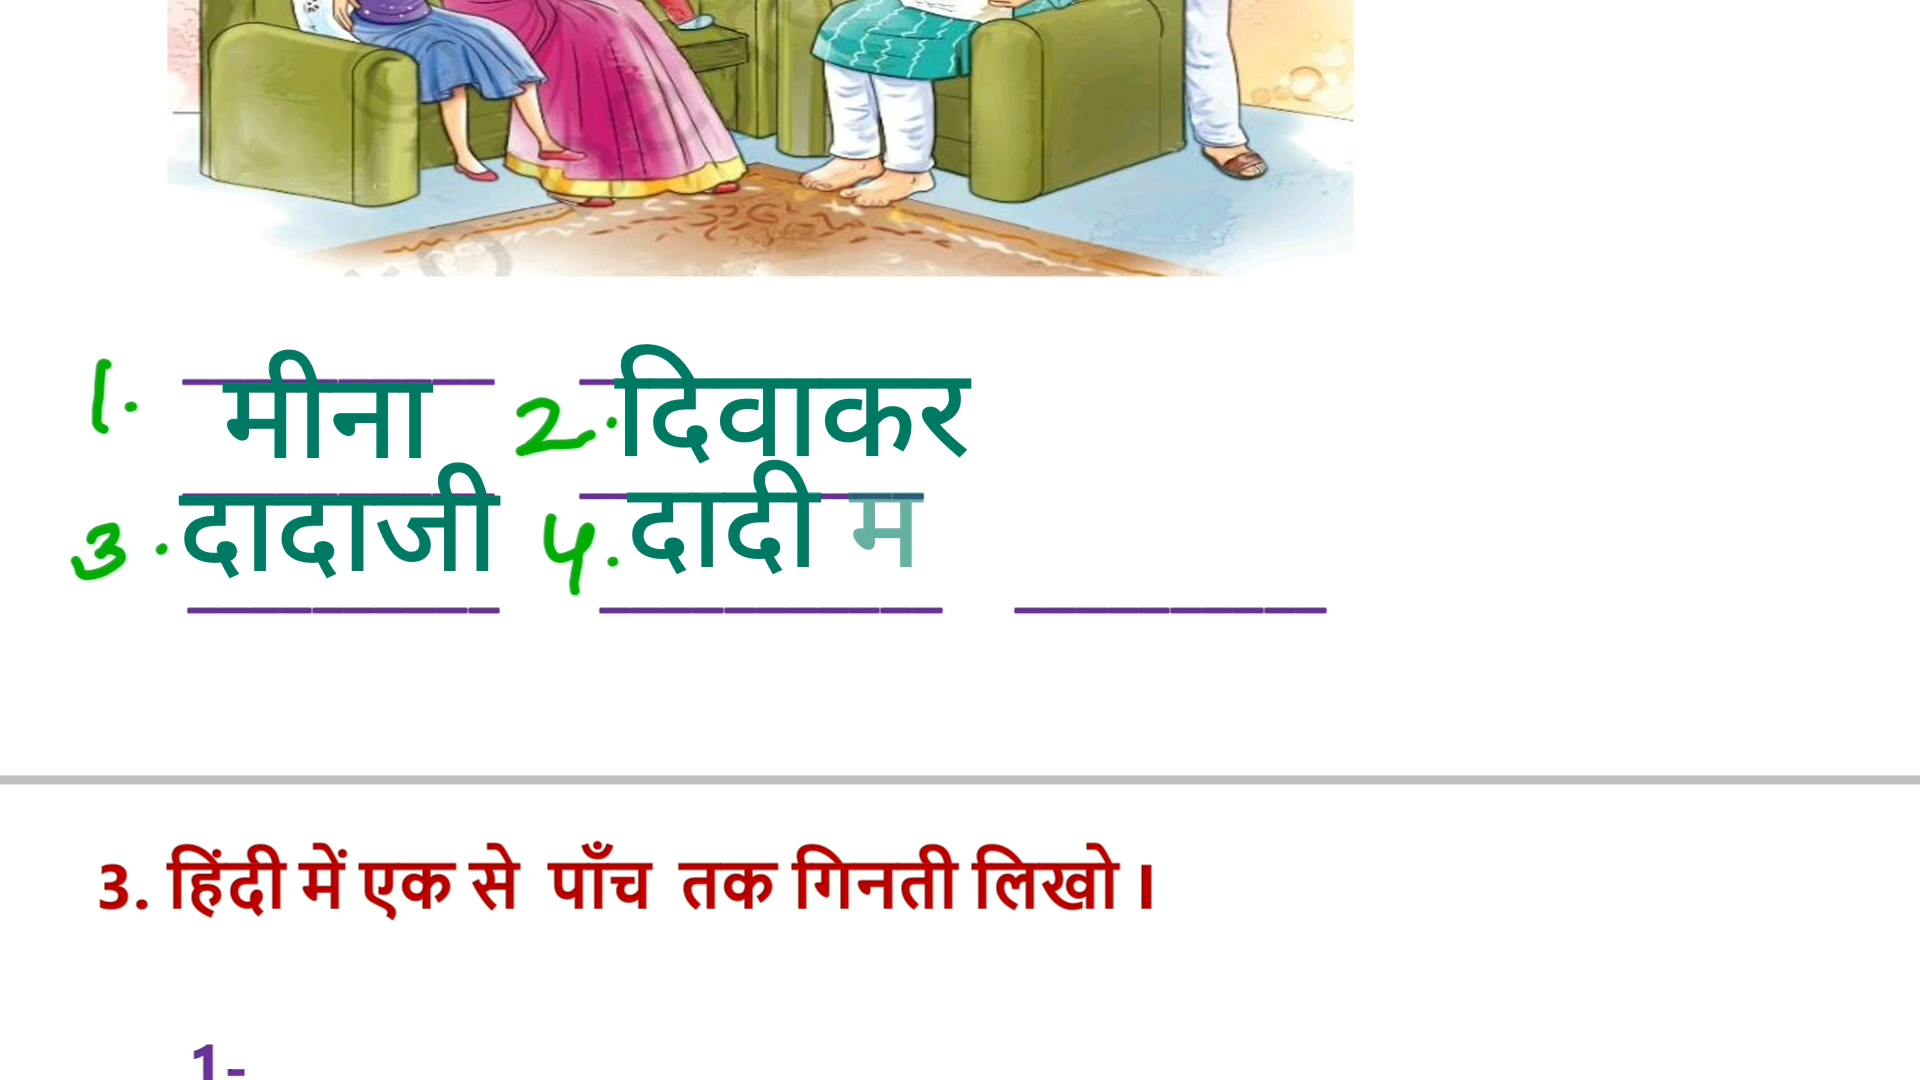 1. मीना 2. दिवाकर
3. दादाजी 4. दादी म
3. हिंदी में एक से पाँच तक गिनती लिखो ।
1-